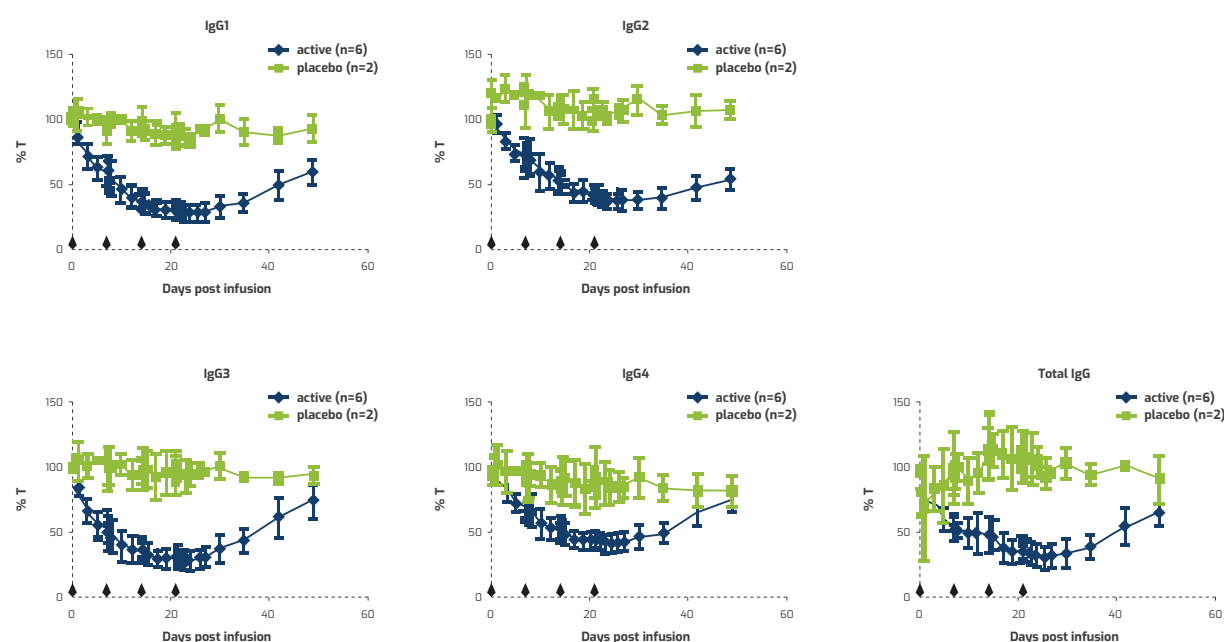 IgG1
active (n=6)
placebo (n=2)
150
100
50
0
% T
0
20
40
60
Days post infusion
IgG2
active (n=6)
placebo (n=2)
150
100
50
0
% T
0
20
40
60
Days post infusion
IgG3
active (n=6)
placebo (n=2)
150
100
50
0
% T
0
20
40
60
Days post infusion
IgG4
active (n=6)
placebo (n=2)
150
100
50
0
% T
0
20
40
60
Days post infusion
Total IgG
active (n=6)
placebo (n=2)
150
100
50
0
% T
0
20
40
60
Days post infusion